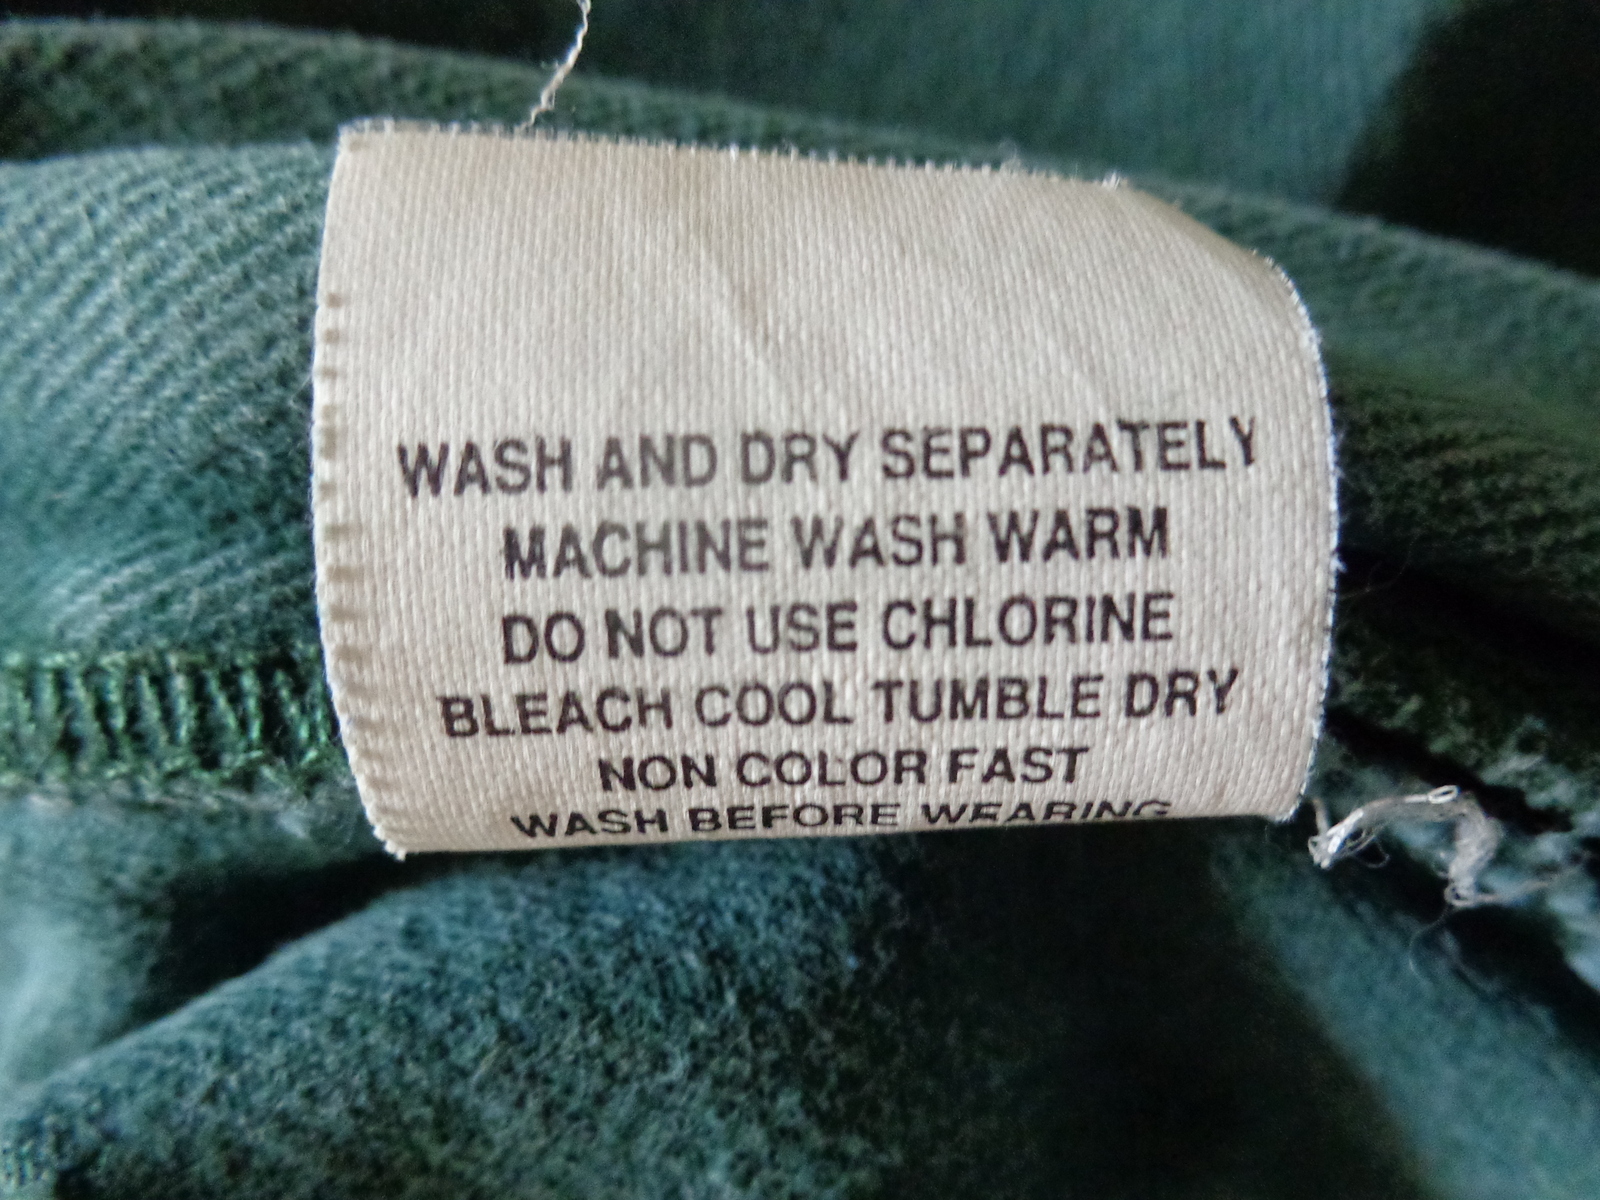 WASH AND DRY SEPARATELY
MACHINE WASH WARM
DO NOT USE CHLORINE
BLEACH COOL TUMBLE DRY
NON COLOR FAST
WASH BEFORE WEARING